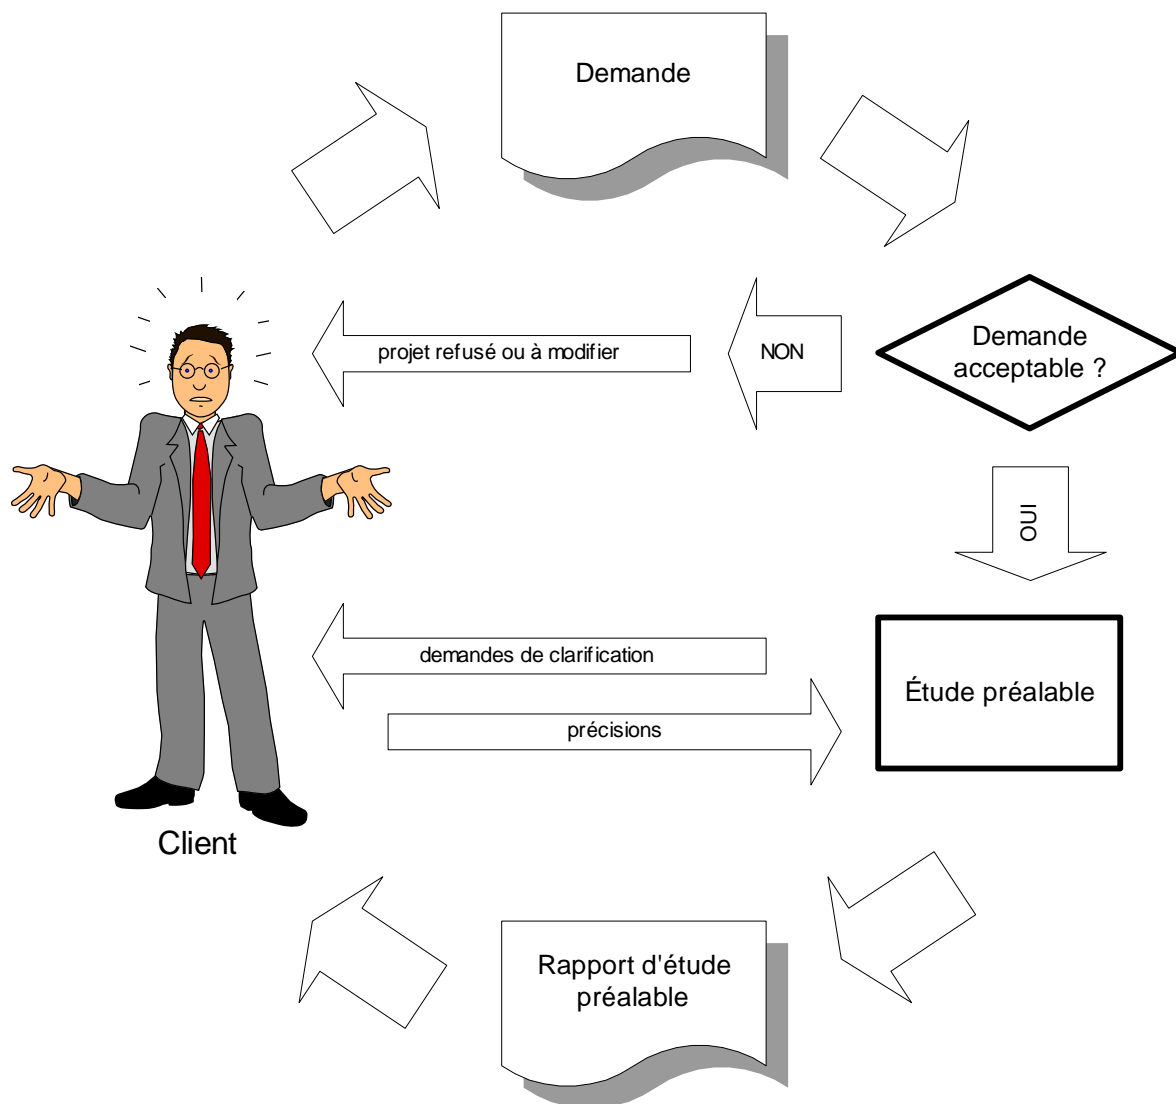 Demande
Demande
acceptable ?
NON
projet refusé ou à modifier
OUI
Étude préalable
demandes de clarification
précisions
Client
Rapport d'étude
préalable